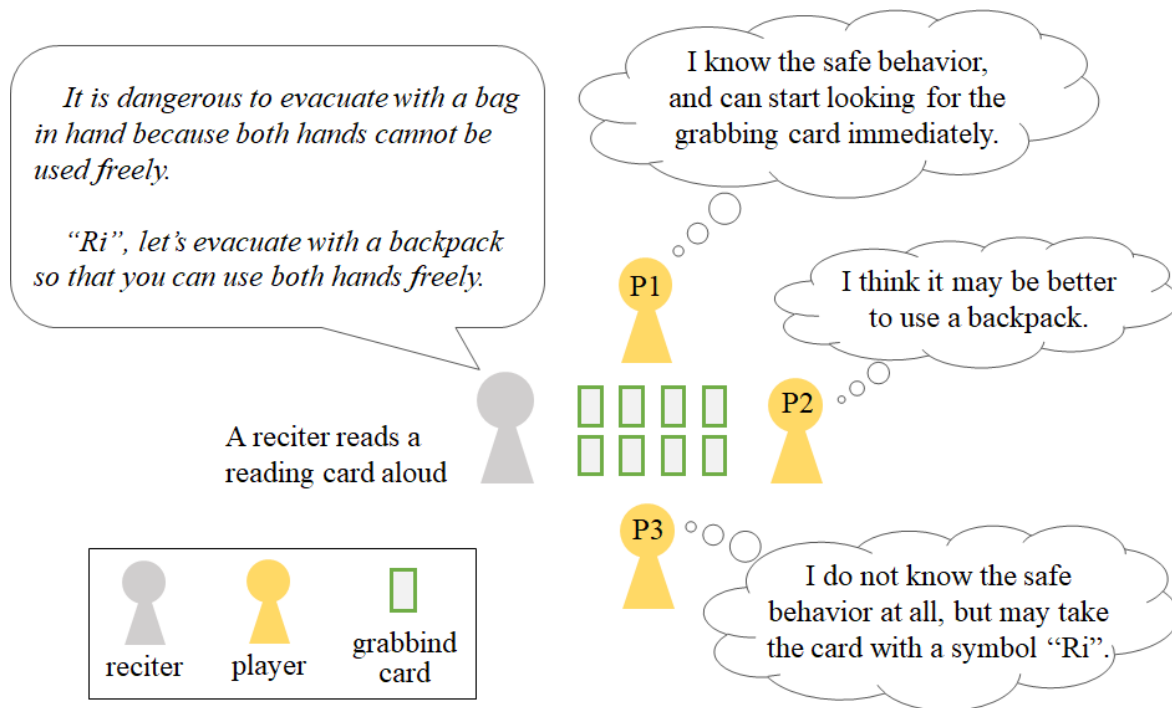 It is dangerous to evacuate with a bag
in hand because both hands cannot be
used freely.
“Ri”, let’s evacuate with a backpack
so that you can use both hands freely.
I know the safe behavior,
and can start looking for the
grabbing card immediately.
P1
I think it may be better
to use a backpack.
P2
A reciter reads a
reading card aloud
P3
I do not know the safe
behavior at all, but may take
the card with a symbol “Ri”.
reciter
player
grabbind
card